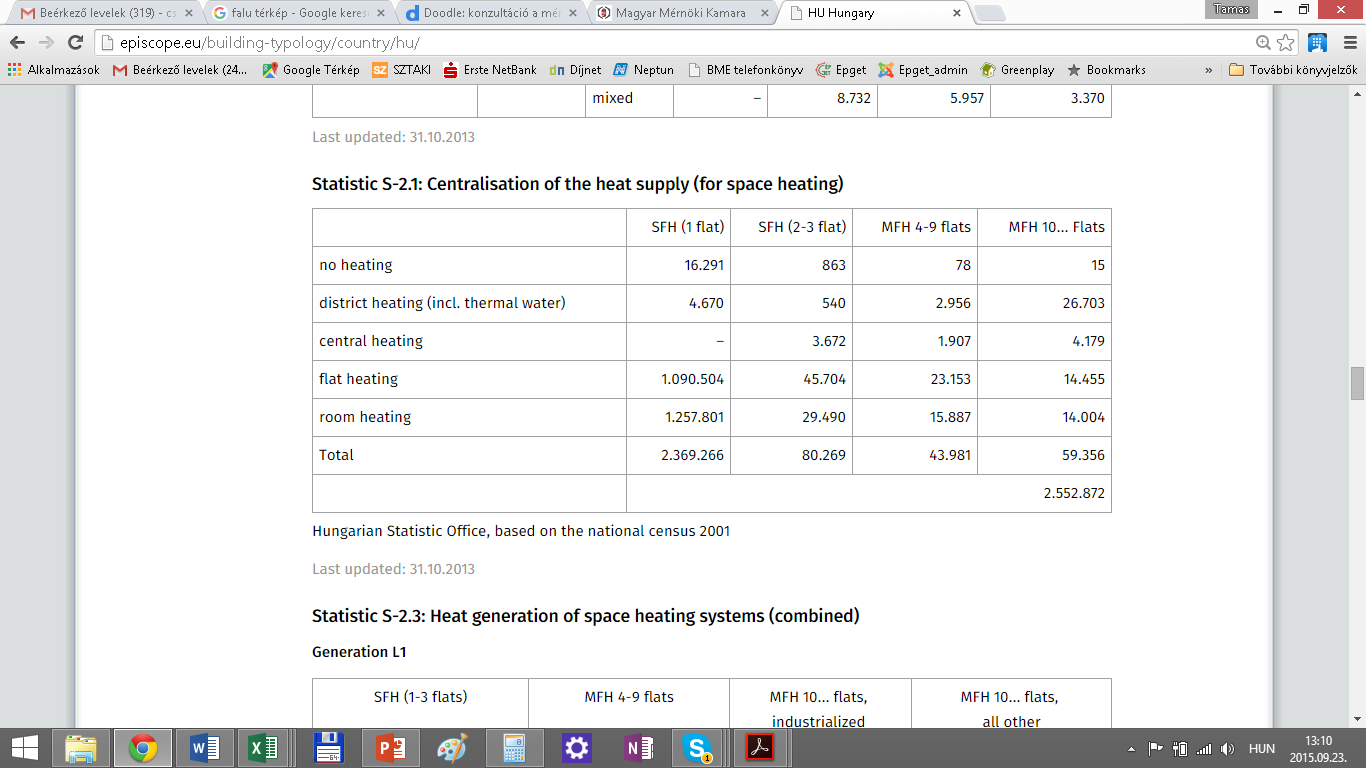 Beérkező levelek (319) - cs
falu térkép - Google keres
Doodle: konzultáció a mér
Magyar Mérnöki Kamara
HU Hungary
Tamas
episcope.eu/building-typology/country/hu/
Alkalmazások
Beérkező levelek (24...
Google Térkép
SZ SZTAKI
Erste NetBank
dn Díjnet
Neptun
BME telefonkönyv
Epget
Epget_admin
Greenplay
Bookmarks
»
További könyvjelzők
mixed – 8.732 5.957 3.370
Last updated: 31.10.2013
Statistic S-2.1: Centralisation of the heat supply (for space heating)
SFH (1 flat) SFH (2-3 flat) MFH 4-9 flats MFH 10... Flats
no heating 16.291 863 78 15
district heating (incl. thermal water) 4.670 540 2.956 26.703
central heating – 3.672 1.907 4.179
flat heating 1.090.504 45.704 23.153 14.455
room heating 1.257.801 29.490 15.887 14.004
Total 2.369.266 80.269 43.981 59.356
2.552.872
Hungarian Statistic Office, based on the national census 2001
Last updated: 31.10.2013
Statistic S-2.3: Heat generation of space heating systems (combined)
Generation L1
SFH (1-3 flats) MFH 4-9 flats MFH 10... flats, MFH 10... flats,
industrialized all other
HUN
13:10
2015.09.23.